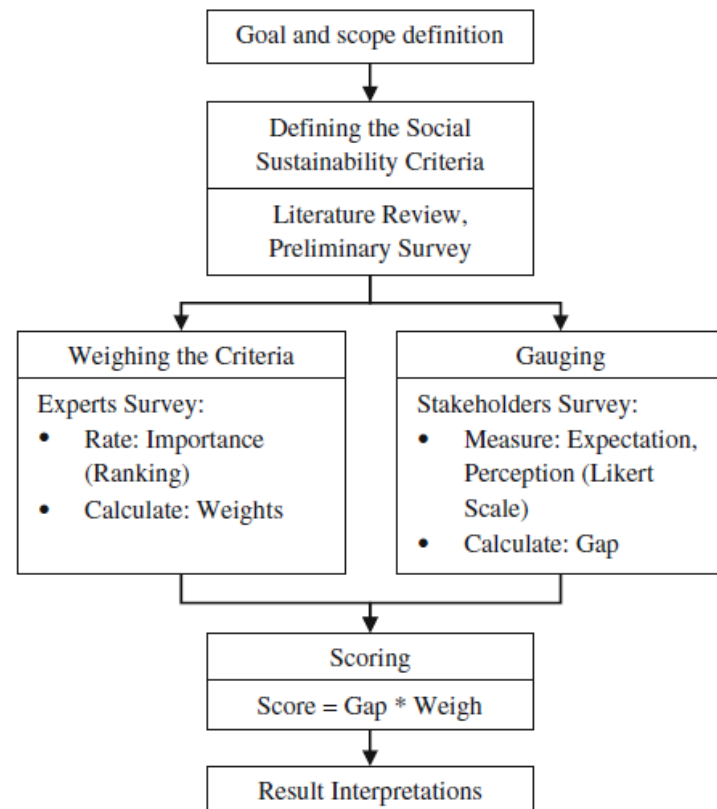 Goal and scope definition
Defining the Social
Sustainability Criteria
Literature Review,
Preliminary Survey
Weighing the Criteria
Experts Survey:
• Rate: Importance
(Ranking)
• Calculate: Weights
Gauging
Stakeholders Survey:
• Measure: Expectation,
Perception (Likert
Scale)
• Calculate: Gap
Scoring
Score = Gap * Weigh
Result Interpretations